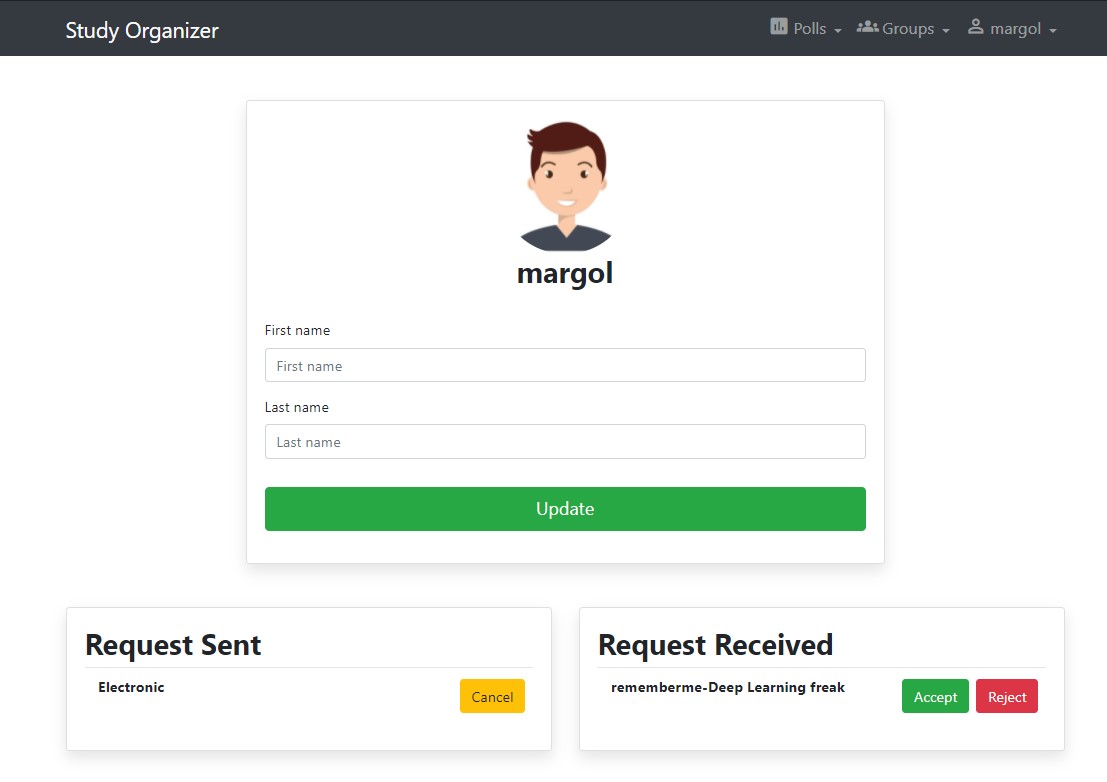 Study Organizer
Polls
Groups
margol
margol
First name
First name
Last name
Last name
Update
Request Sent
Electronic
Cancel
Request Received
rememberme-Deep Learning freak
Accept
Reject